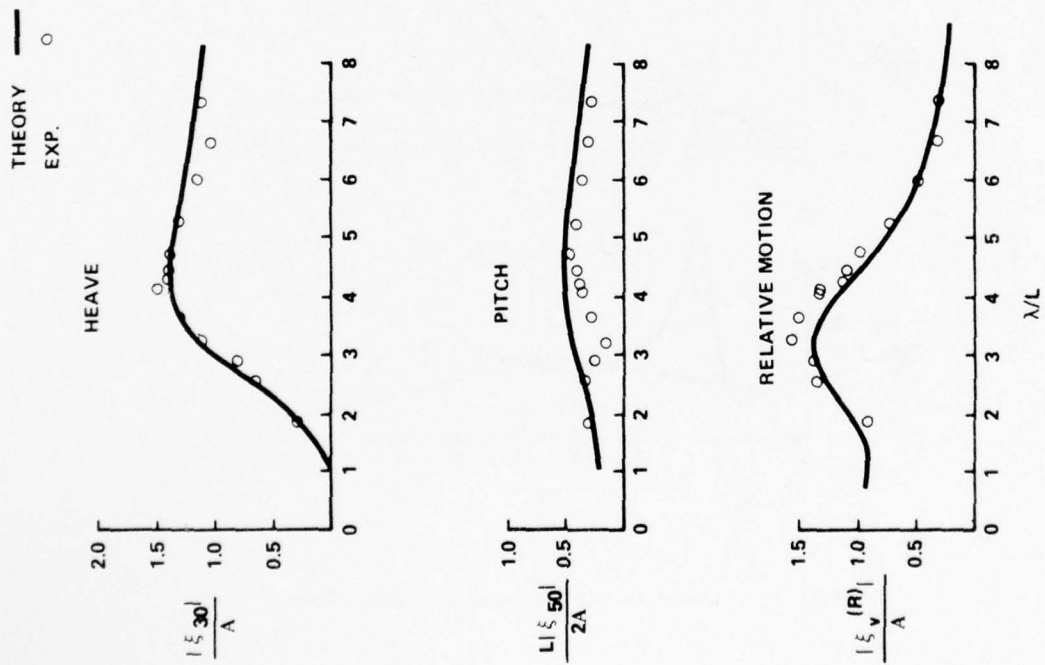 THEORY
EXP.
HEAVE
|ξ30|
A
2.0
1.5
1.0
0.5
0 1 2 3 4 5 6 7 8
PITCH
L|ξ50|
2A
1.0
0.5
0 1 2 3 4 5 6 7 8
RELATIVE MOTION
|ξv(R)|
A
1.5
1.0
0.5
0 1 2 3 4 5 6 7 8
λ/L